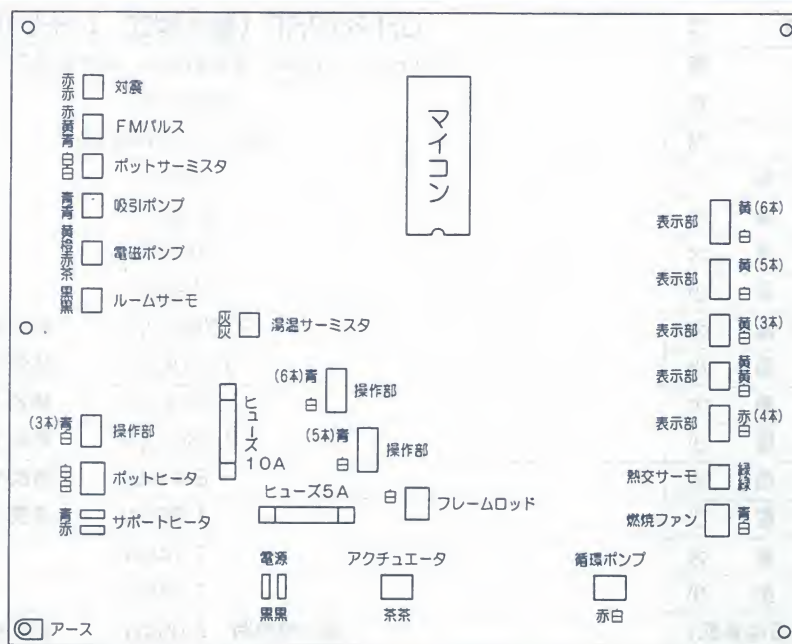 赤赤 対震
赤黄青 FMパルス
白白 ポットサーミスタ
青青 吸引ポンプ
黄橙赤茶 電磁ポンプ
黒黒 ルームサーモ
灰灰 湯温サーミスタ
マイコン
表示部 黄(6本)
白
表示部 黄(5本)
白
表示部 黄(3本)
白
表示部 黄黄白
表示部 赤(4本)
白
(6本)青
白 操作部
(5本)青
白 操作部
(3本)青
白 操作部
ヒューズ
10A
白白 ポットヒータ
青赤 サポートヒータ
ヒューズ5A
白 フレームロッド
熱交サーモ 緑緑
燃焼ファン 青白
電源
黒黒
アクチュエータ
茶茶
循環ポンプ
赤白
アース